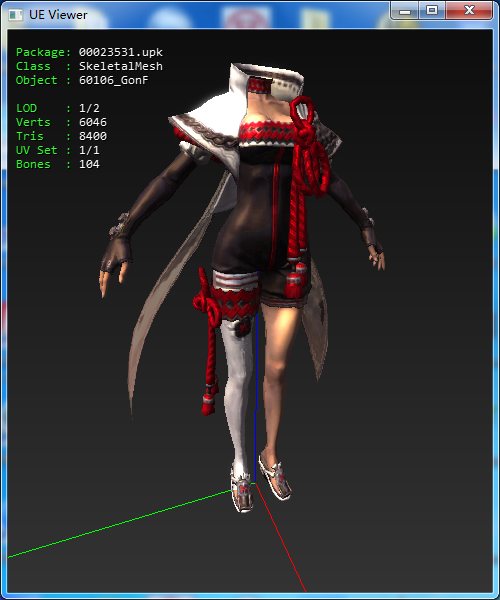 UE Viewer
Package: 00023531.upk
Class : SkeletalMesh
Object : 60106_GonF
LOD : 1/2
Verts : 6046
Tris : 8400
UV Set : 1/1
Bones : 104